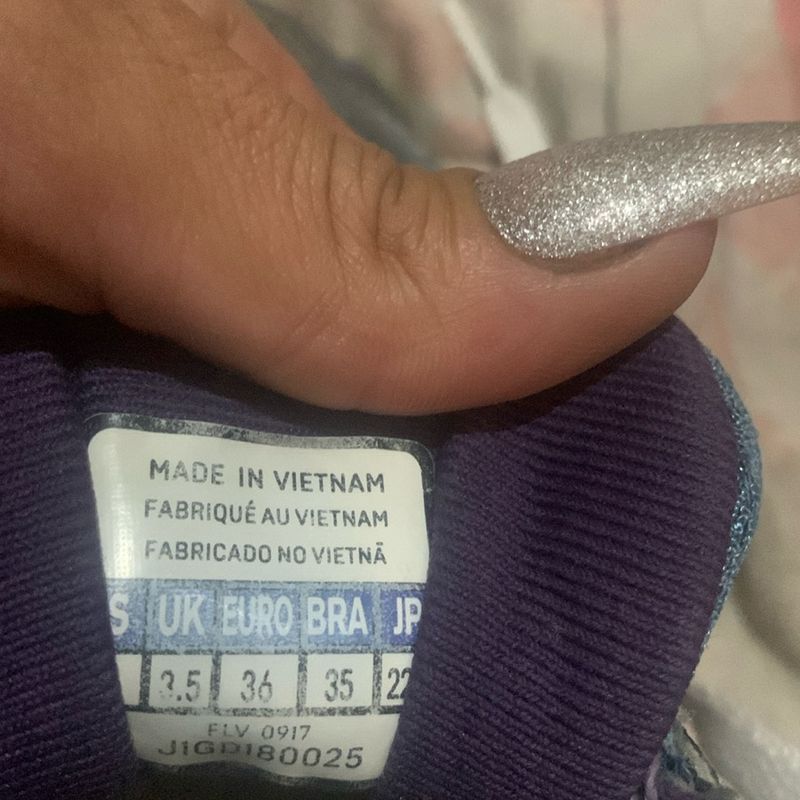 MADE IN VIETNAM
FABRIQUÉ AU VIETNAM
FABRICADO NO VIETNÃ
S UK EURO BRA JP
3.5 36 35 22
FLV 0917
J1GD180025